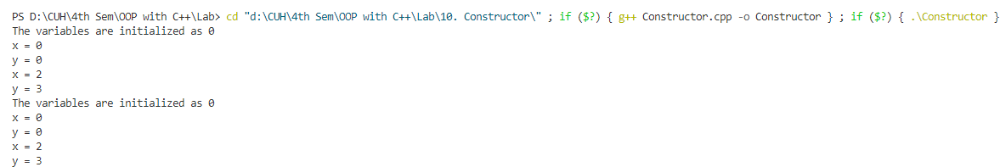 PS D:\CUH\4th Sem\OOP with C++\Lab> cd "d:\CUH\4th Sem\OOP with C++\Lab\10. Constructor\" ; if ($?) { g++ Constructor.cpp -o Constructor } ; if ($?) { .\Constructor }
The variables are initialized as 0
x = 0
y = 0
x = 2
y = 3
The variables are initialized as 0
x = 0
y = 0
x = 2
y = 3